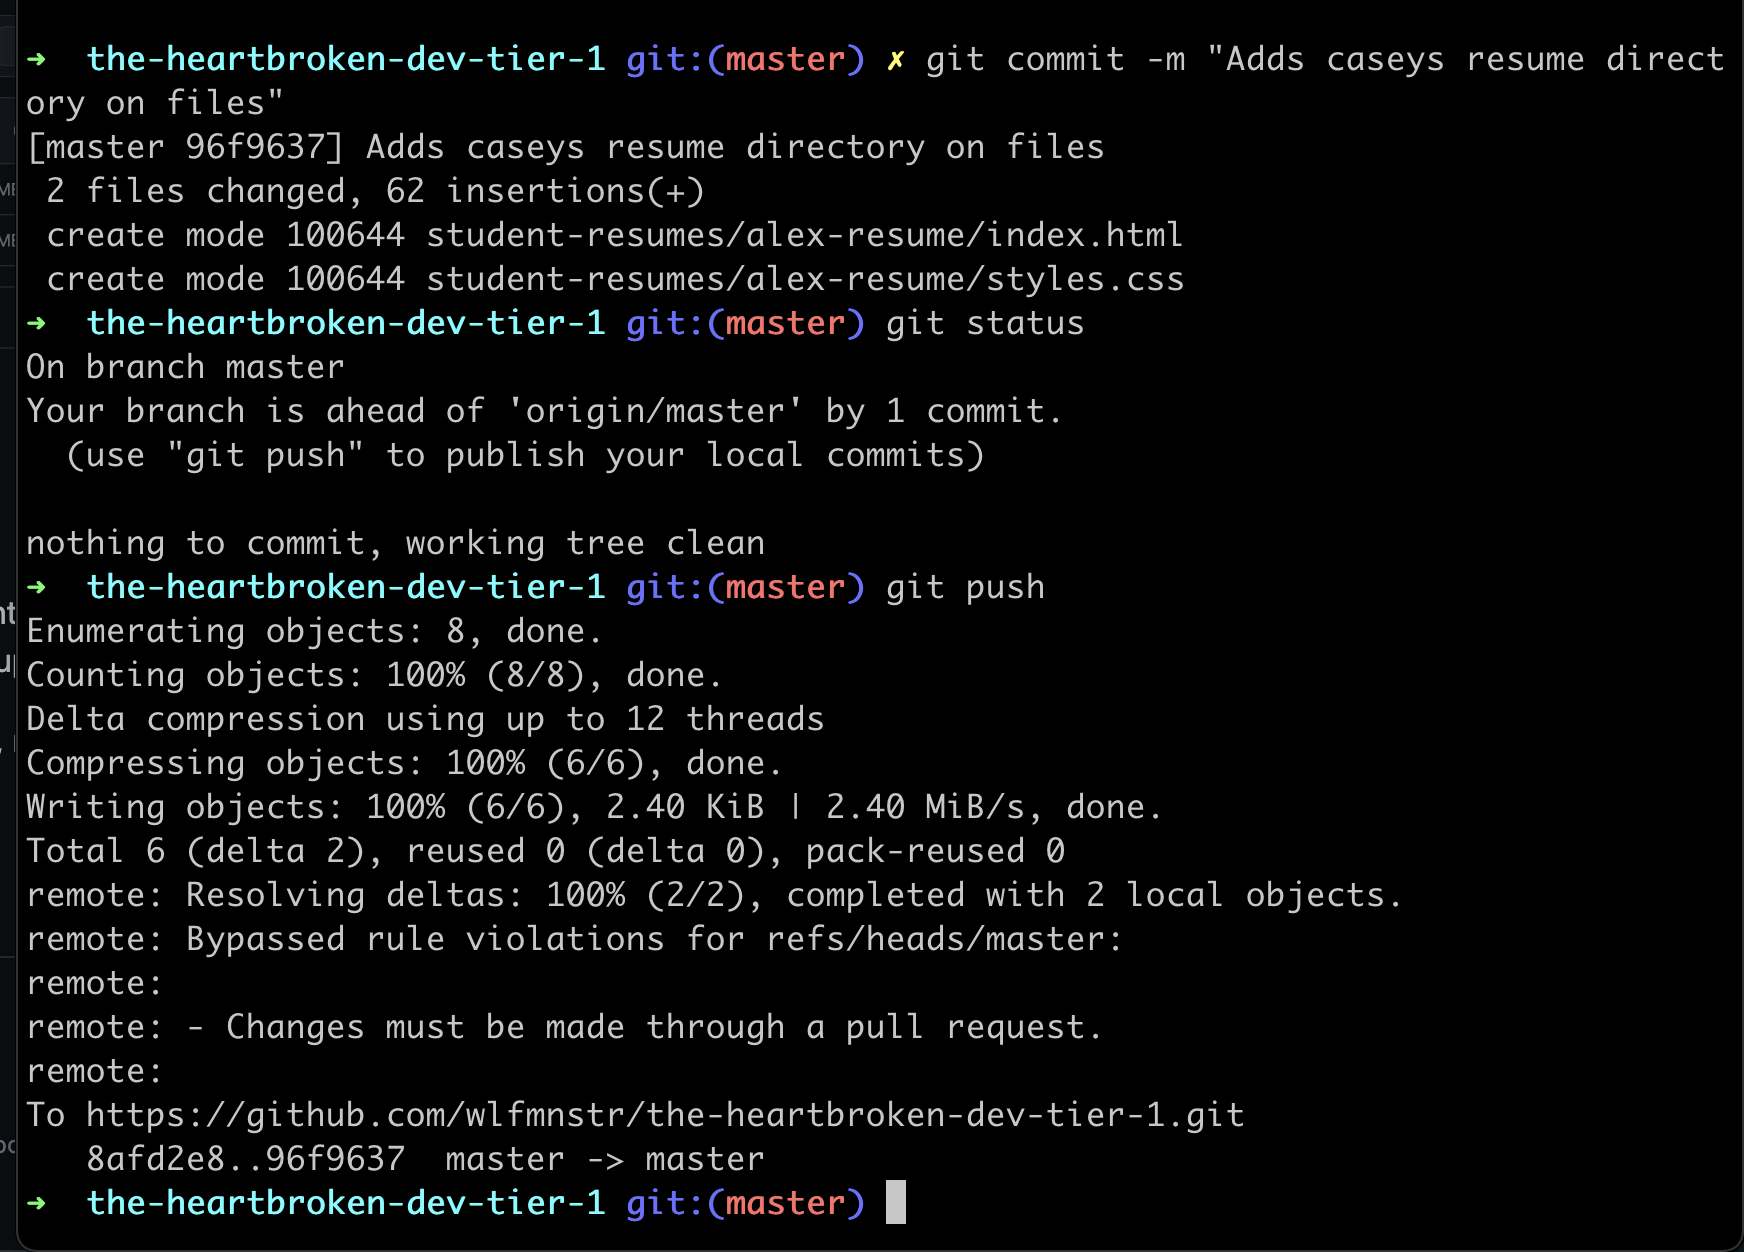 ➜  the-heartbroken-dev-tier-1 git:(master) ✗ git commit -m "Adds caseys resume direct
ory on files"
[master 96f9637] Adds caseys resume directory on files
 2 files changed, 62 insertions(+)
 create mode 100644 student-resumes/alex-resume/index.html
 create mode 100644 student-resumes/alex-resume/styles.css
➜  the-heartbroken-dev-tier-1 git:(master) git status
On branch master
Your branch is ahead of 'origin/master' by 1 commit.
  (use "git push" to publish your local commits)

nothing to commit, working tree clean
➜  the-heartbroken-dev-tier-1 git:(master) git push
Enumerating objects: 8, done.
Counting objects: 100% (8/8), done.
Delta compression using up to 12 threads
Compressing objects: 100% (6/6), done.
Writing objects: 100% (6/6), 2.40 KiB | 2.40 MiB/s, done.
Total 6 (delta 2), reused 0 (delta 0), pack-reused 0
remote: Resolving deltas: 100% (2/2), completed with 2 local objects.
remote: Bypassed rule violations for refs/heads/master:
remote:
remote: - Changes must be made through a pull request.
remote:
To https://github.com/wlfmnstr/the-heartbroken-dev-tier-1.git
   8afd2e8..96f9637  master -> master
➜  the-heartbroken-dev-tier-1 git:(master)